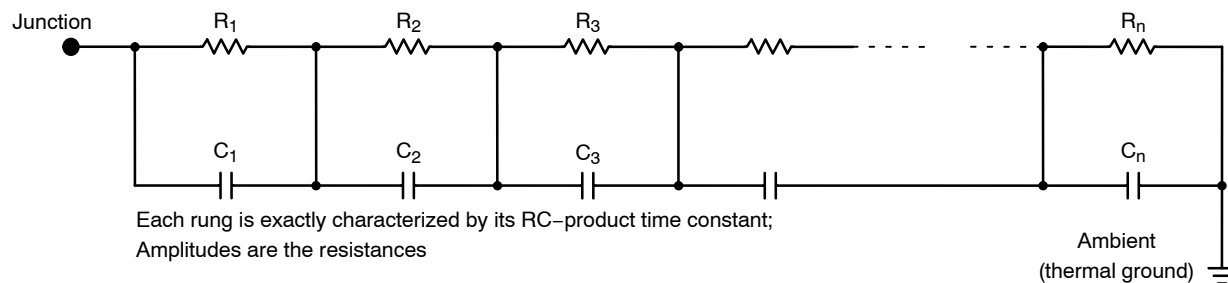 Junction
R1
R2
R3
Rn
C1
C2
C3
Cn
Each rung is exactly characterized by its RC−product time constant;
Amplitudes are the resistances
Ambient
(thermal ground)